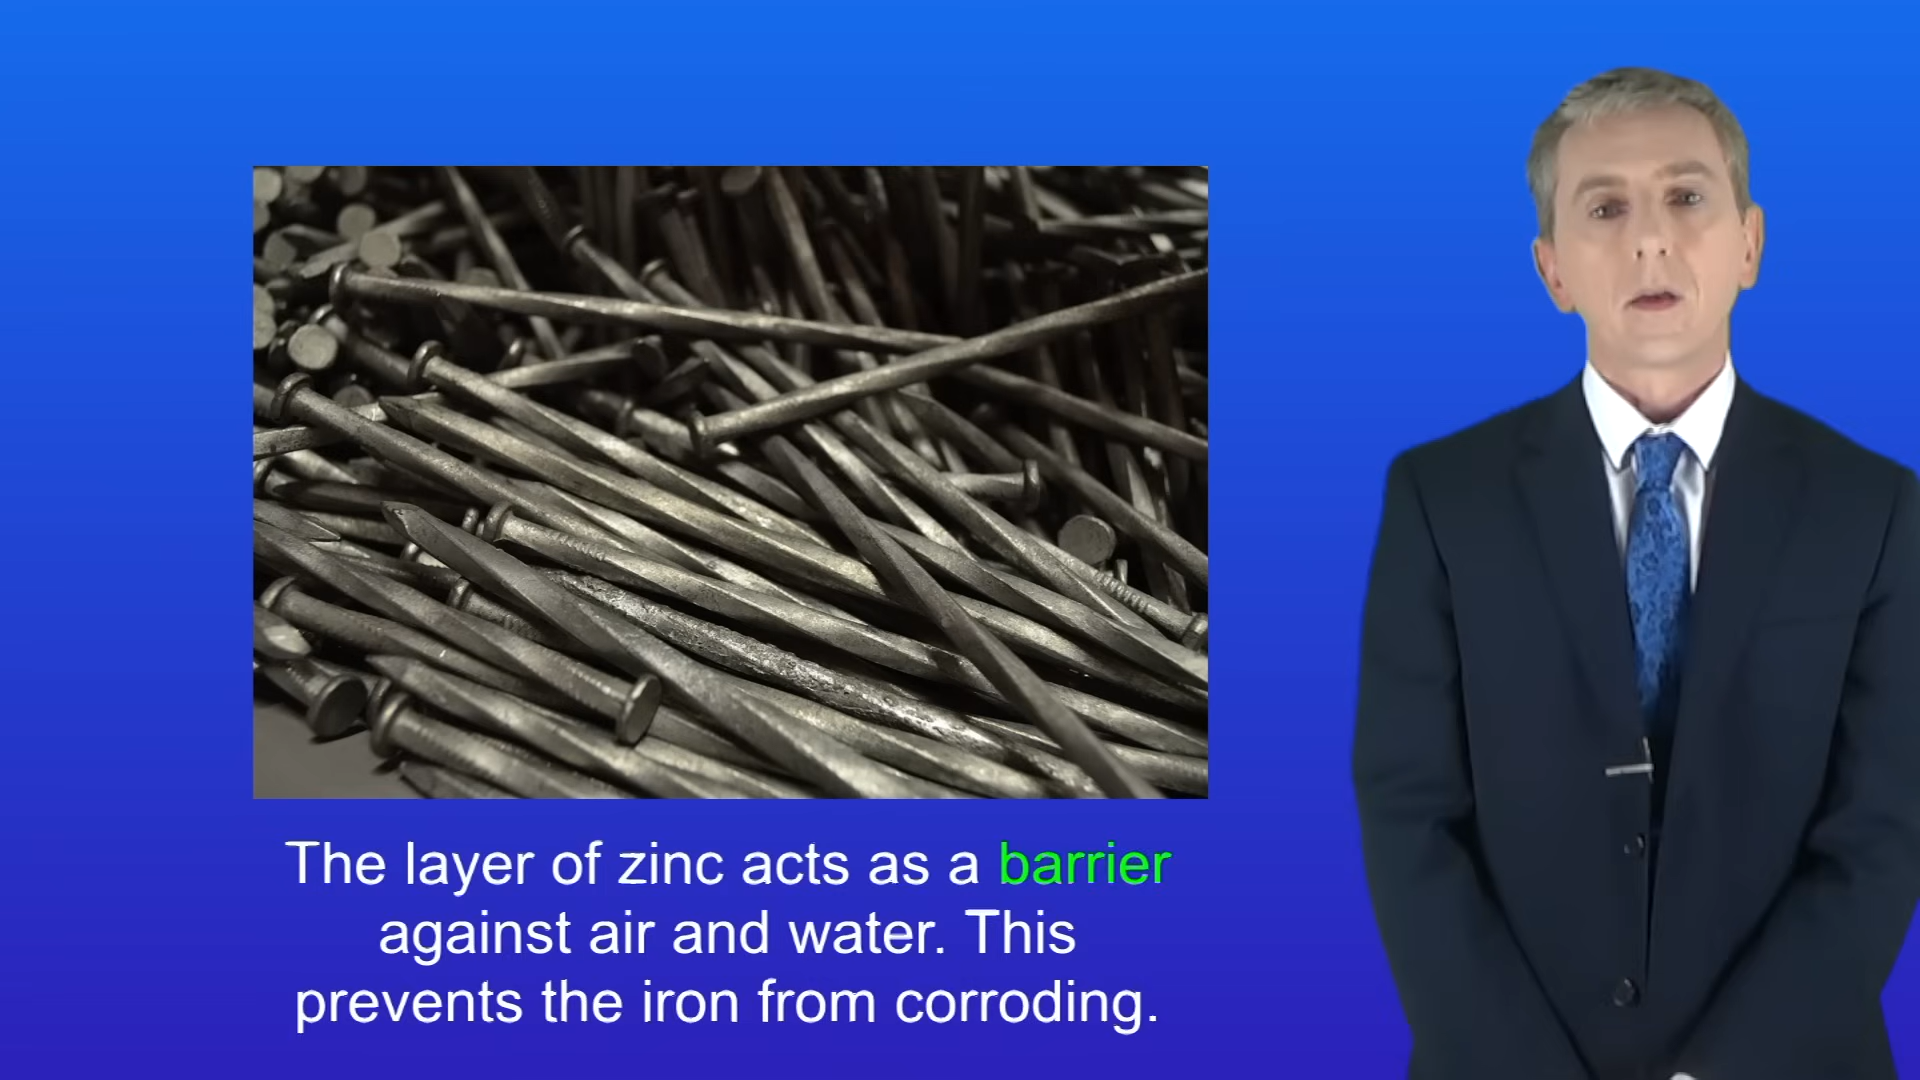 The layer of zinc acts as a barrier
against air and water. This
prevents the iron from corroding.